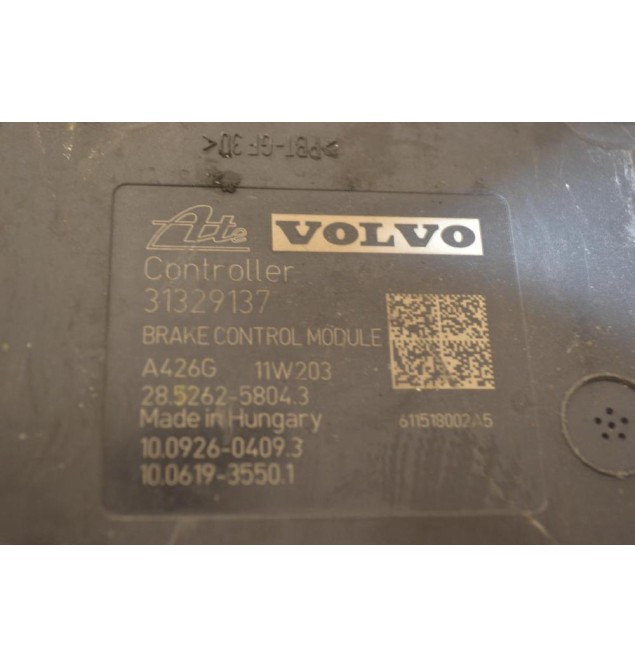 >PBT-GF30<
Ate VOLVO
Controller
31329137
BRAKE CONTROL MODULE
A426G 11W203
28.5262-5804.3
Made in Hungary 611518002A5
10.0926-0409.3
10.0619-3550.1